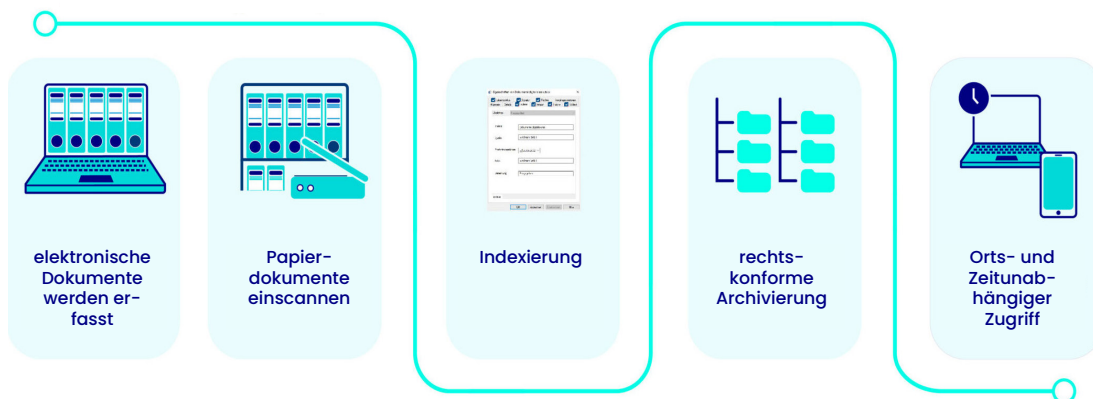 elektronische
Dokumente
werden er-
fasst
Papier-
dokumente
einscannen
Indexierung
rechts-
konforme
Archivierung
Orts- und
Zeitunab-
hängiger
Zugriff